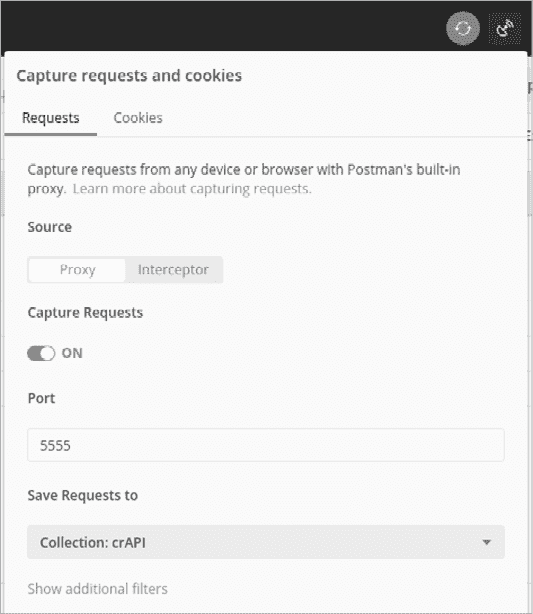 Capture requests and cookies
Requests Cookies
Capture requests from any device or browser with Postman's built-in
proxy. Learn more about capturing requests.
Source
Proxy Interceptor
Capture Requests
ON
Port
5555
Save Requests to
Collection: crAPI
Show additional filters